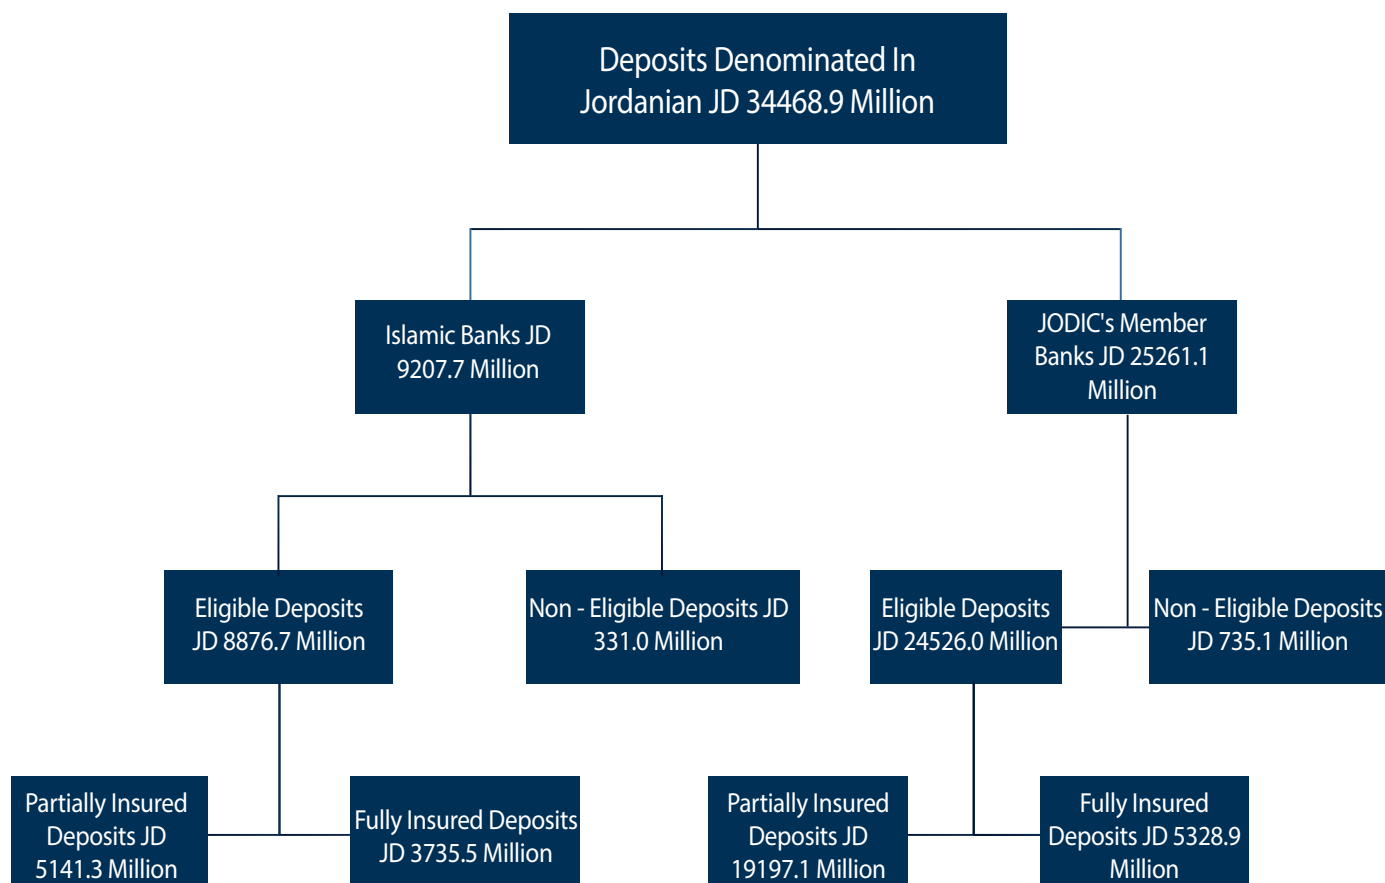 Deposits Denominated In
Jordanian JD 34468.9 Million
Islamic Banks JD
9207.7 Million
JODIC's Member
Banks JD 25261.1
Million
Eligible Deposits
JD 8876.7 Million
Non - Eligible Deposits JD
331.0 Million
Eligible Deposits
JD 24526.0 Million
Non - Eligible Deposits
JD 735.1 Million
Partially Insured
Deposits JD
5141.3 Million
Fully Insured Deposits
JD 3735.5 Million
Partially Insured
Deposits JD
19197.1 Million
Fully Insured
Deposits JD 5328.9
Million